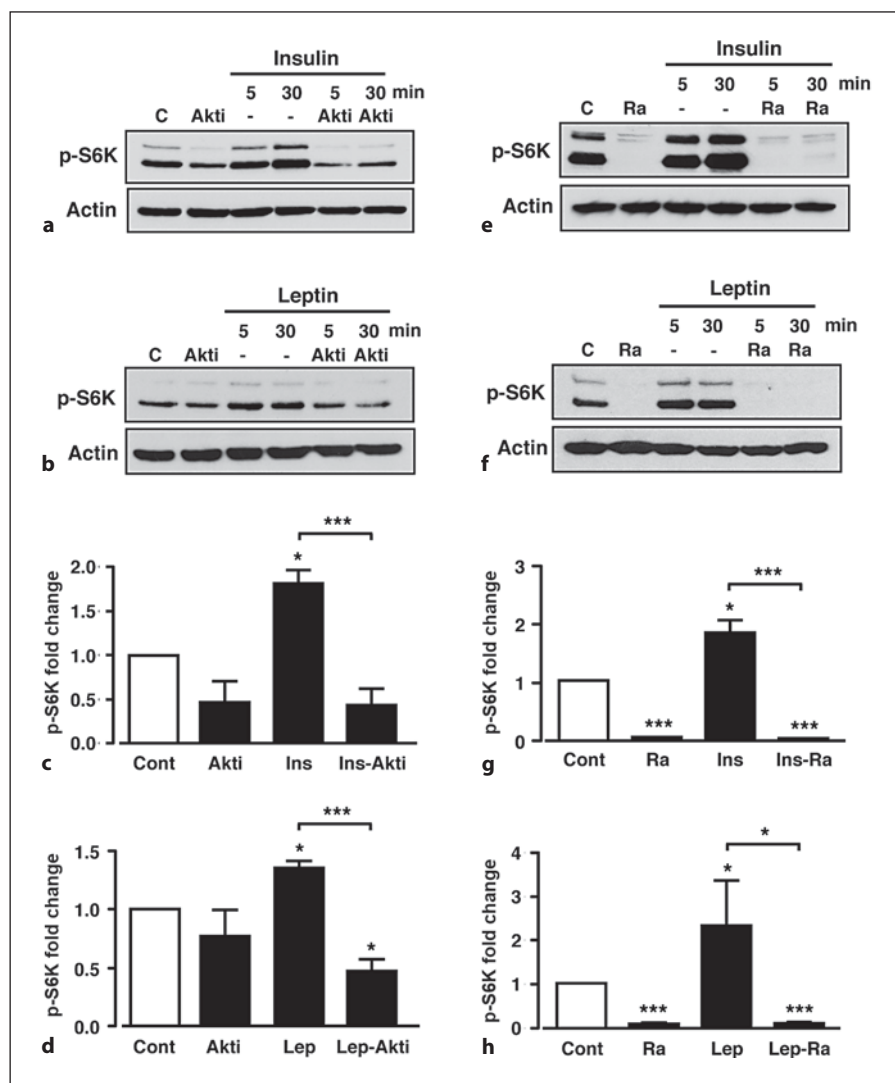 Insulin
5 30 5 30 min
C Akti - - Akti Akti
p-S6K
Actin
a
Leptin
5 30 5 30 min
C Akti - - Akti Akti
p-S6K
Actin
b
***
*
p-S6K fold change
2.0
1.5
1.0
0.5
0.0
Cont Akti Ins Ins-Akti
c
***
*
*
p-S6K fold change
1.5
1.0
0.5
0.0
Cont Akti Lep Lep-Akti
d
Insulin
5 30 5 30 min
C Ra - - Ra Ra
p-S6K
Actin
e
Leptin
5 30 5 30 min
C Ra - - Ra Ra
p-S6K
Actin
f
***
*
*** ***
p-S6K fold change
3
2
1
0
Cont Ra Ins Ins-Ra
g
*
*
*** ***
p-S6K fold change
4
3
2
1
0
Cont Ra Lep Lep-Ra
h